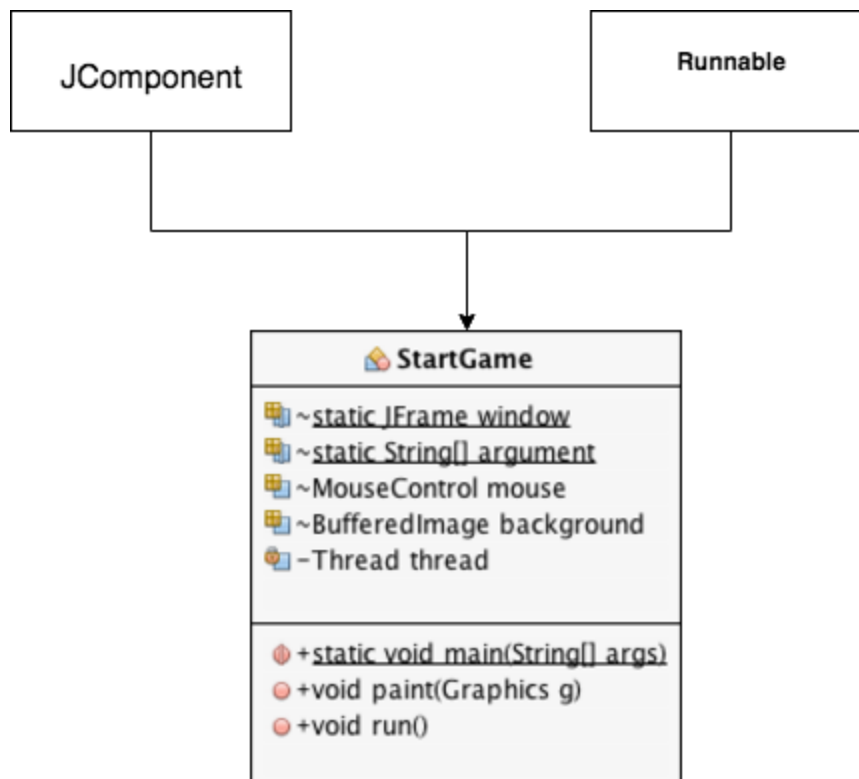 JComponent
Runnable
StartGame
~static JFrame window
~static String[] argument
~MouseControl mouse
~BufferedImage background
-Thread thread
+static void main(String[] args)
+void paint(Graphics g)
+void run()